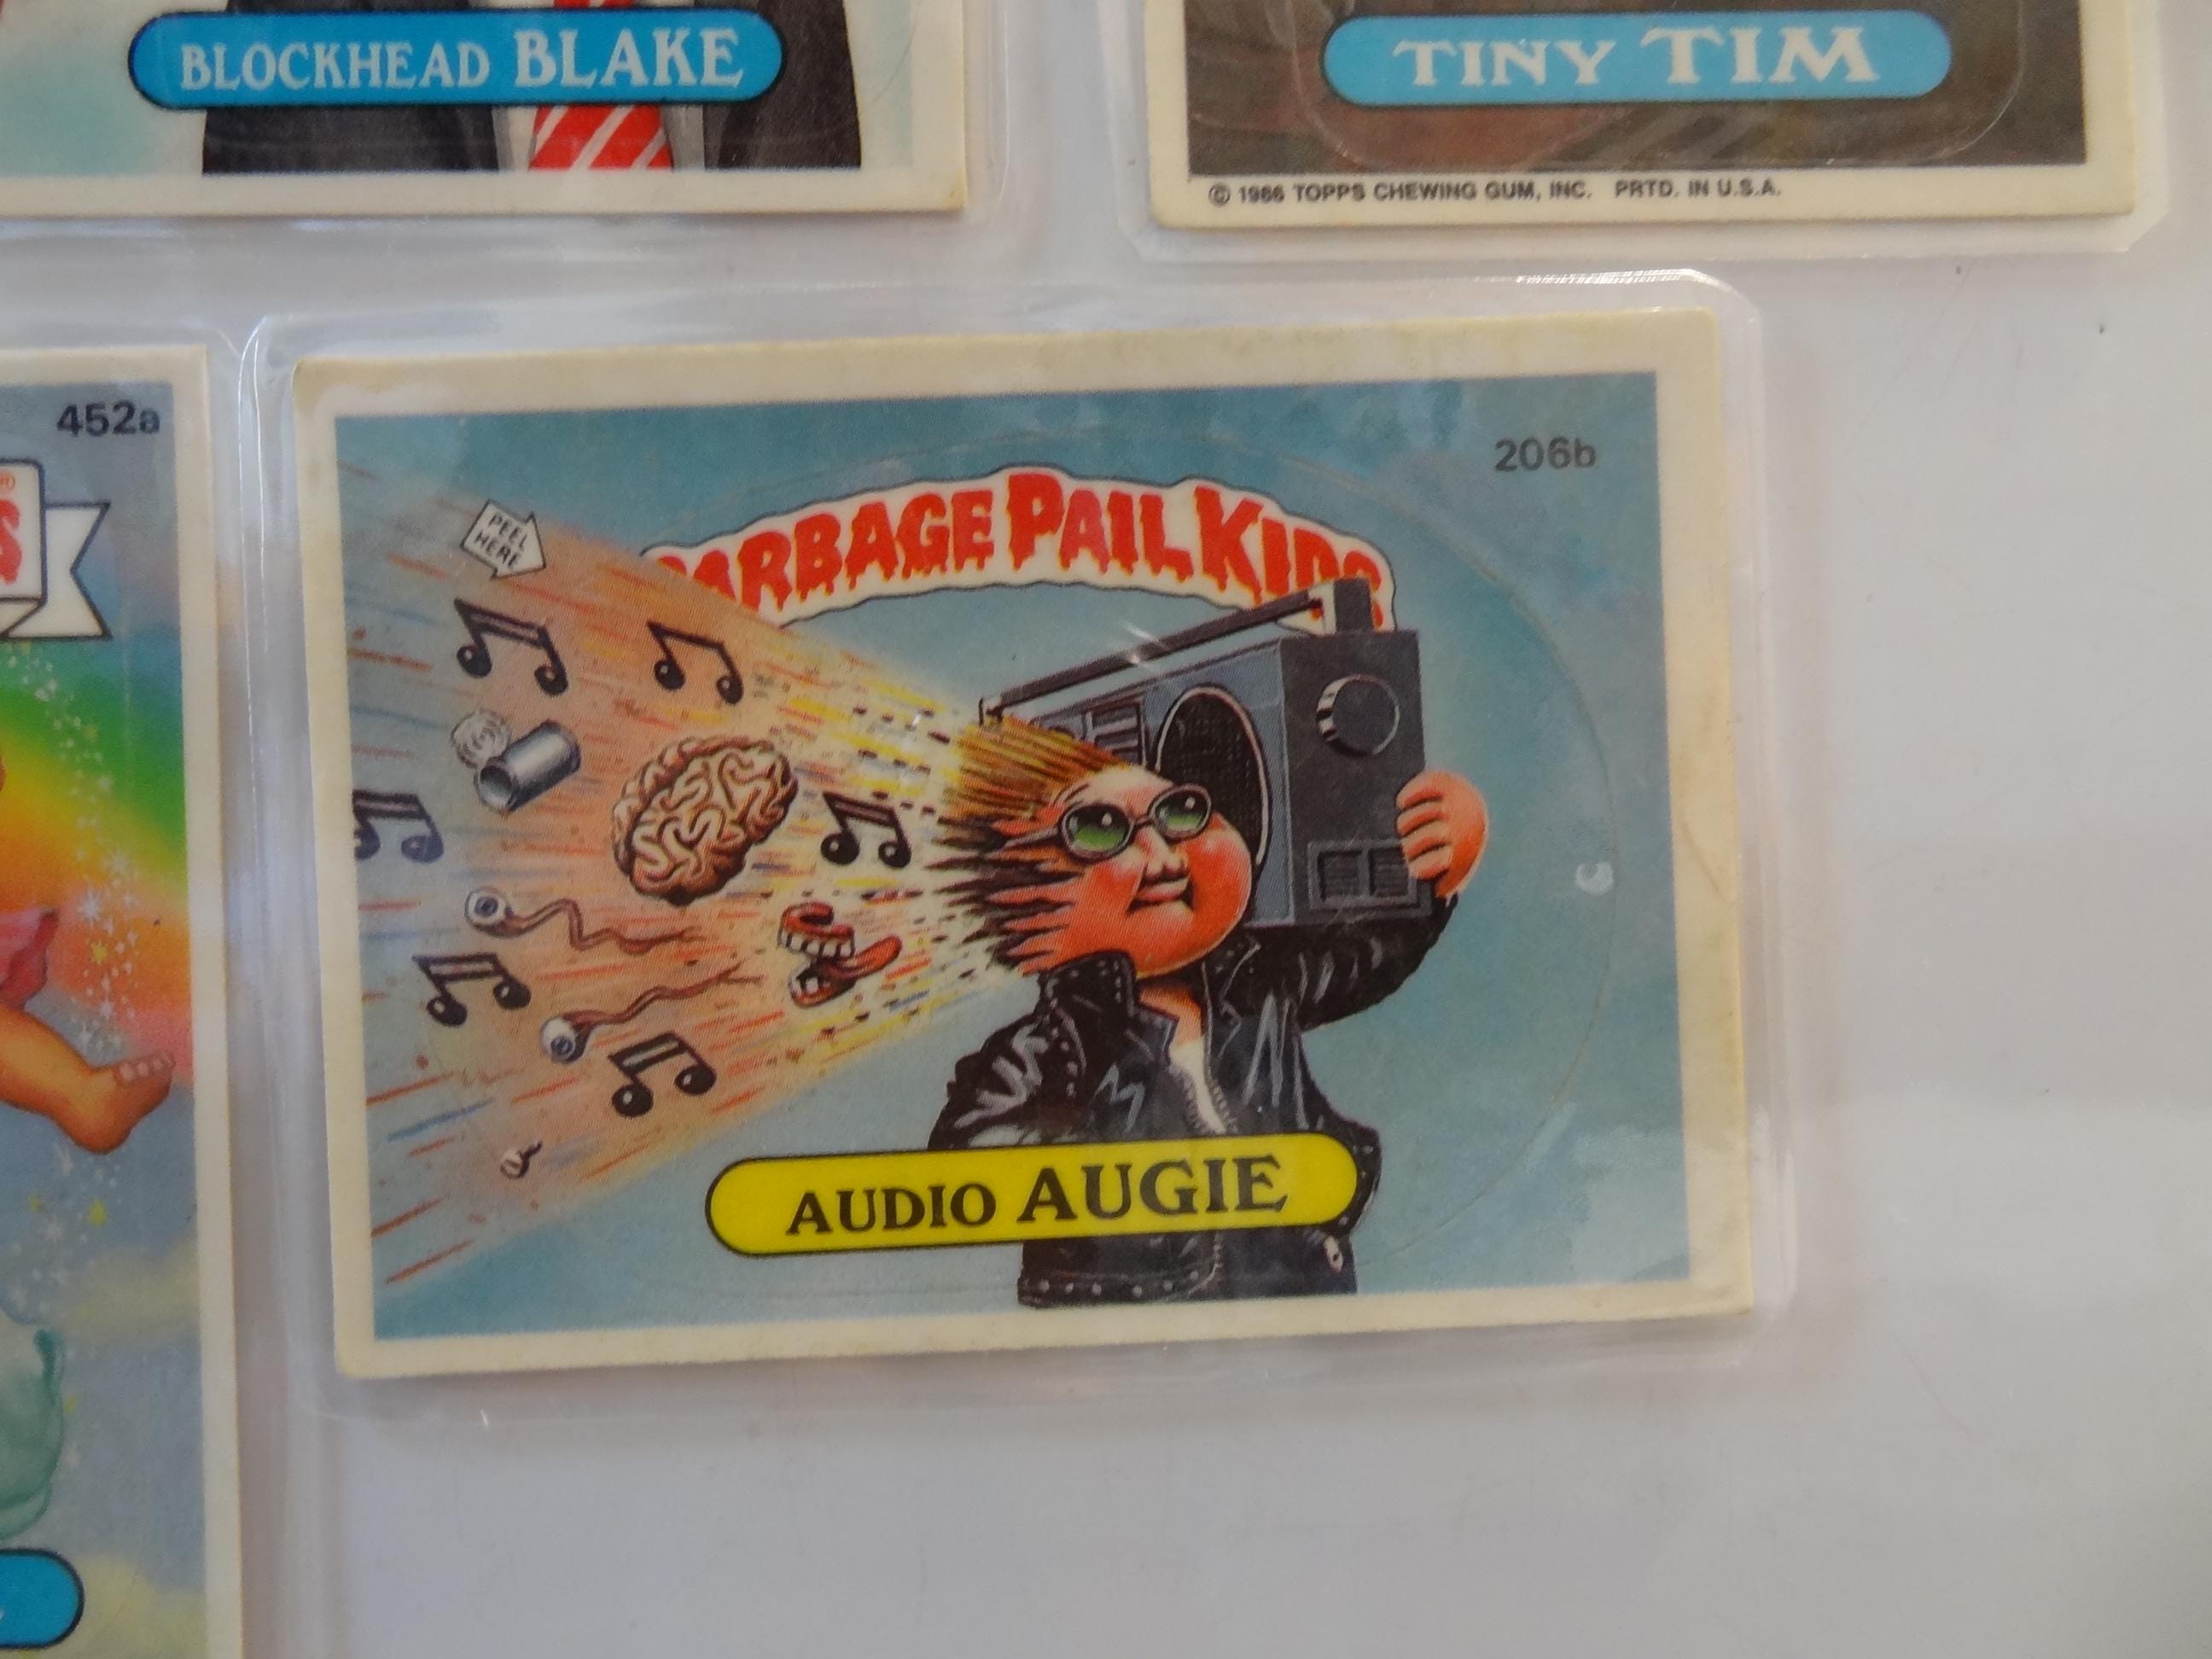 BLOCKHEAD BLAKE
TINY TIM
© 1986 TOPPS CHEWING GUM, INC. PRTD. IN U.S.A.
452a
206b
PEEL
HERE
GARBAGE PAIL KIDS
AUDIO AUGIE